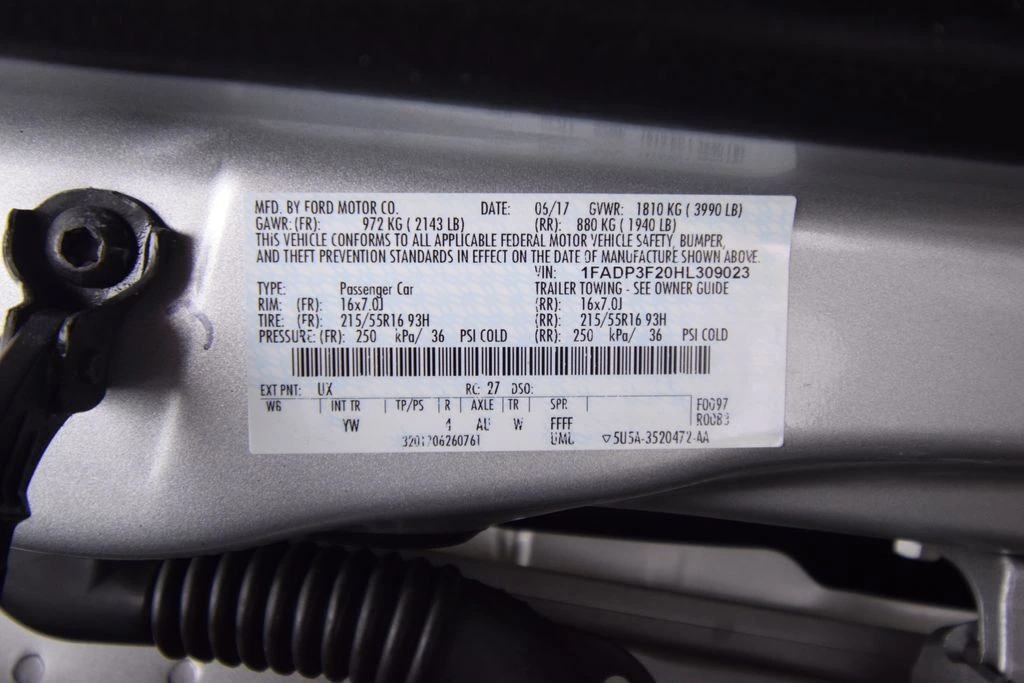 MFD. BY FORD MOTOR CO. DATE: 06/17 GVWR: 1810 KG ( 3990 LB)
GAWR: (FR): 972 KG ( 2143 LB) (RR): 880 KG ( 1940 LB)
THIS VEHICLE CONFORMS TO ALL APPLICABLE FEDERAL MOTOR VEHICLE SAFETY, BUMPER,
AND THEFT PREVENTION STANDARDS IN EFFECT ON THE DATE OF MANUFACTURE SHOWN ABOVE.
VIN: 1FADP3F20HL309023
TYPE: Passenger Car TRAILER TOWING - SEE OWNER GUIDE
RIM: (FR): 16x7.0J (RR): 16x7.0J
TIRE: (FR): 215/55R16 93H (RR): 215/55R16 93H
PRESSURE: (FR): 250 kPa/ 36 PSI COLD (RR): 250 kPa/ 36 PSI COLD
EXT PNT: UX RC: 27 DSO:
WB | INT TR | TP/PS | R | AXLE | TR | SPR | F0097
YW 4 AU W FFFF R0083
3201706260761 UML ▽5U5A-3520472-AA